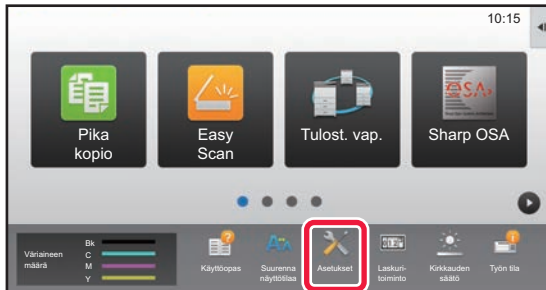 10:15
Pika
kopio
Easy
Scan
Tulost. vap.
OSA
Sharp OSA
Väriaineen
määrä
Bk
C
M
Y
Käyttöopas
Suurenna
näyttötilaa
Asetukset
Laskuri-
toiminto
Kirkkauden
säätö
Työn tila